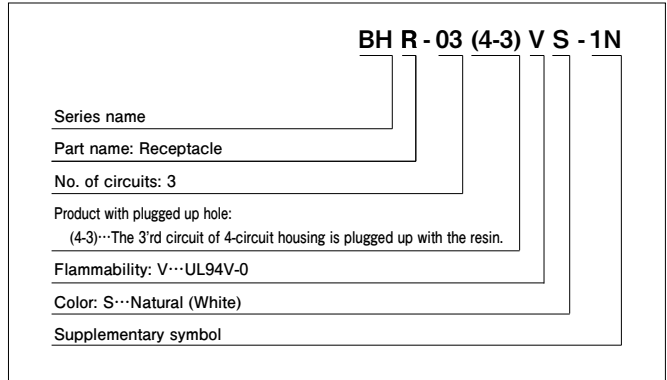 BH R - 03 (4-3) V S - 1N
Series name
Part name: Receptacle
No. of circuits: 3
Product with plugged up hole:
(4-3)⋯The 3'rd circuit of 4-circuit housing is plugged up with the resin.
Flammability: V⋯UL94V-0
Color: S⋯Natural (White)
Supplementary symbol